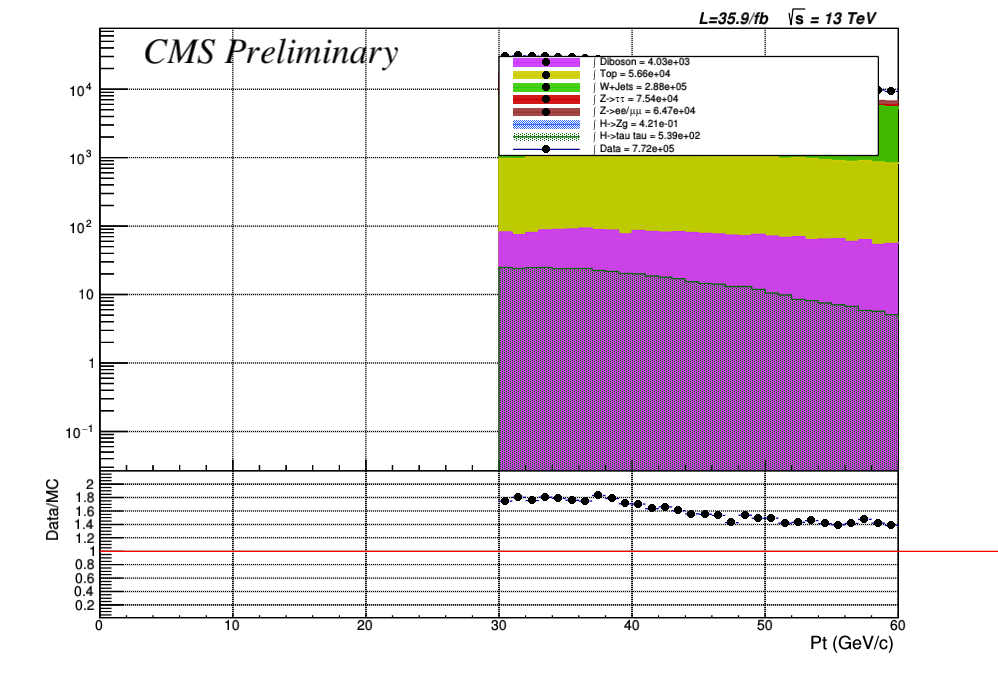 L=35.9/fb √s = 13 TeV
CMS Preliminary
∫ Diboson = 4.03e+03
∫ Top = 5.66e+04
∫ W+Jets = 2.88e+05
∫ Z->ττ = 7.54e+04
∫ Z->ee/μμ = 6.47e+04
∫ H->Zg = 4.21e-01
∫ H->tau tau = 5.39e+02
∫ Data = 7.72e+05
10⁴
10³
10²
10
1
10⁻¹
Data/MC
2
1.8
1.6
1.4
1.2
1
0.8
0.6
0.4
0.2
0 10 20 30 40 50 60
Pt (GeV/c)